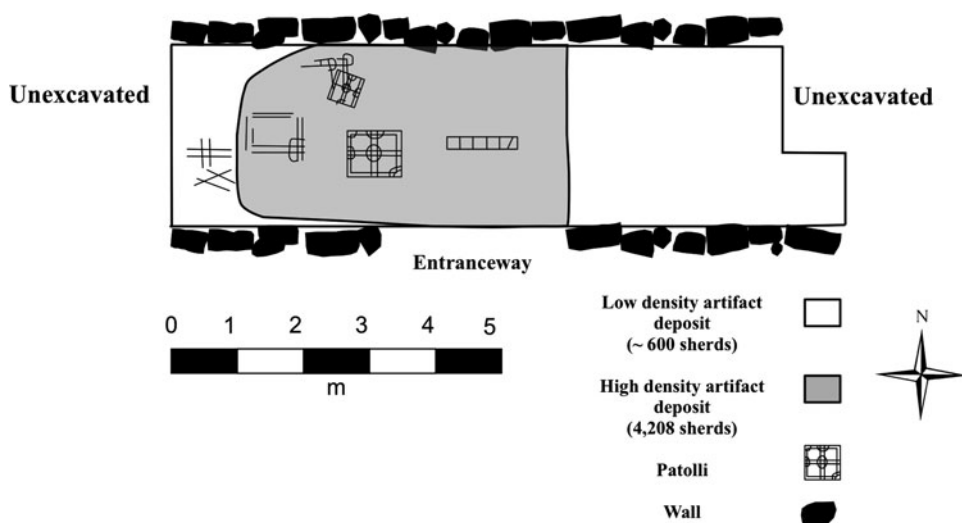 Unexcavated
Unexcavated
Entranceway
0 1 2 3 4 5
m
Low density artifact
deposit
(~ 600 sherds)
N
High density artifact
deposit
(4,208 sherds)
Patolli
Wall